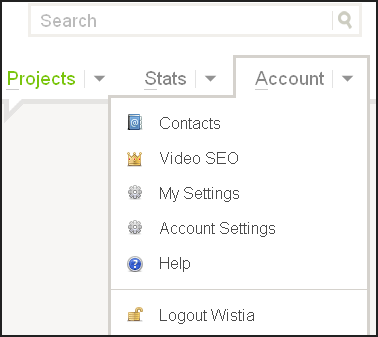 Search
Projects Stats Account
Contacts
Video SEO
My Settings
Account Settings
Help
Logout Wistia